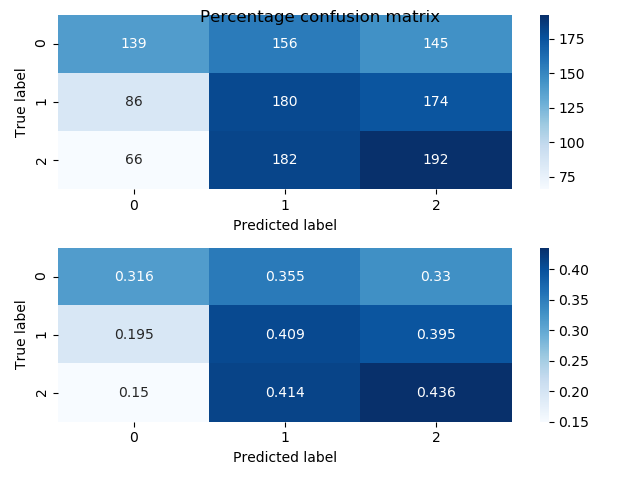 Percentage confusion matrix
0 139 156 145 175
1 86 180 174 150
125
2 66 182 192 100
75
0 1 2
True label
Predicted label
0 0.316 0.355 0.33 0.40
0.35
1 0.195 0.409 0.395 0.30
0.25
2 0.15 0.414 0.436 0.20
0.15
0 1 2
True label
Predicted label